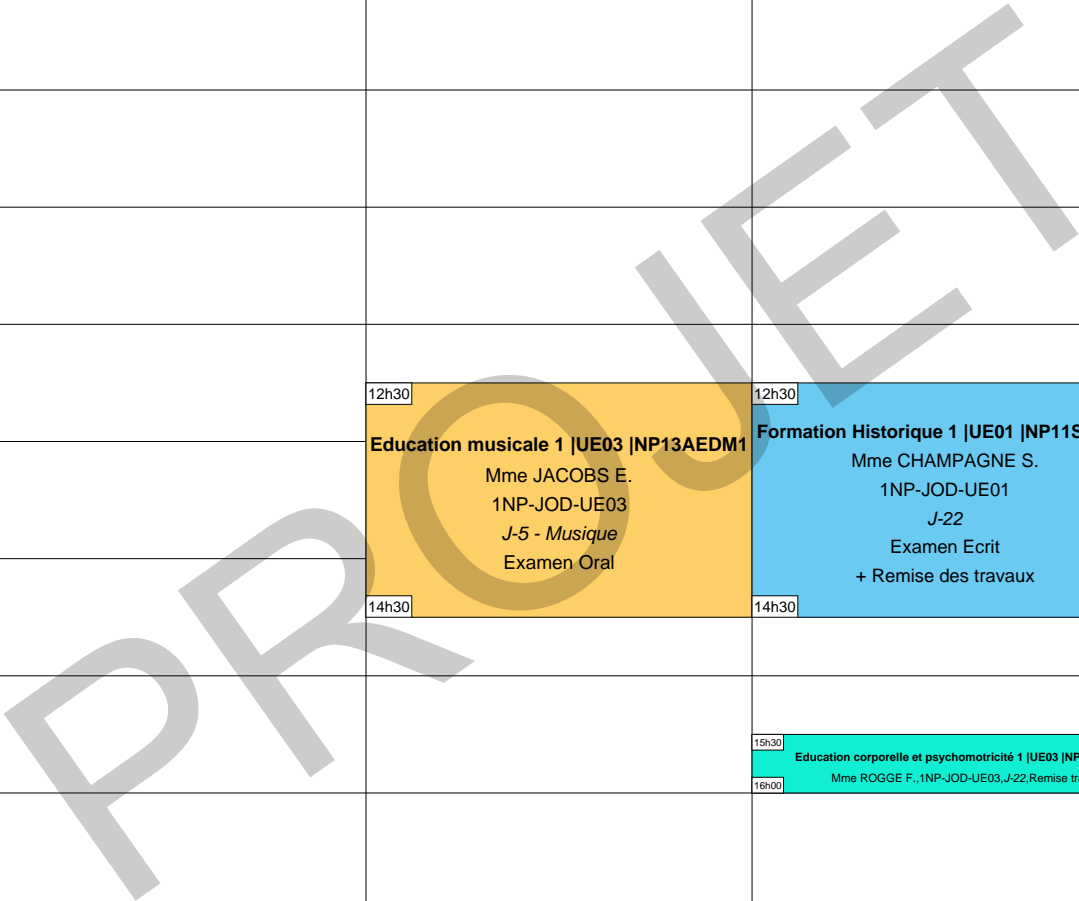 PROJET
12h30
Education musicale 1 |UE03 |NP13AEDM1
Mme JACOBS E.
1NP-JOD-UE03
J-5 - Musique
Examen Oral
14h30
12h30
Formation Historique 1 |UE01 |NP11S
Mme CHAMPAGNE S.
1NP-JOD-UE01
J-22
Examen Ecrit
+ Remise des travaux
14h30
15h30
Education corporelle et psychomotricité 1 |UE03 |NP
Mme ROGGE F.,1NP-JOD-UE03,J-22,Remise tr
16h00